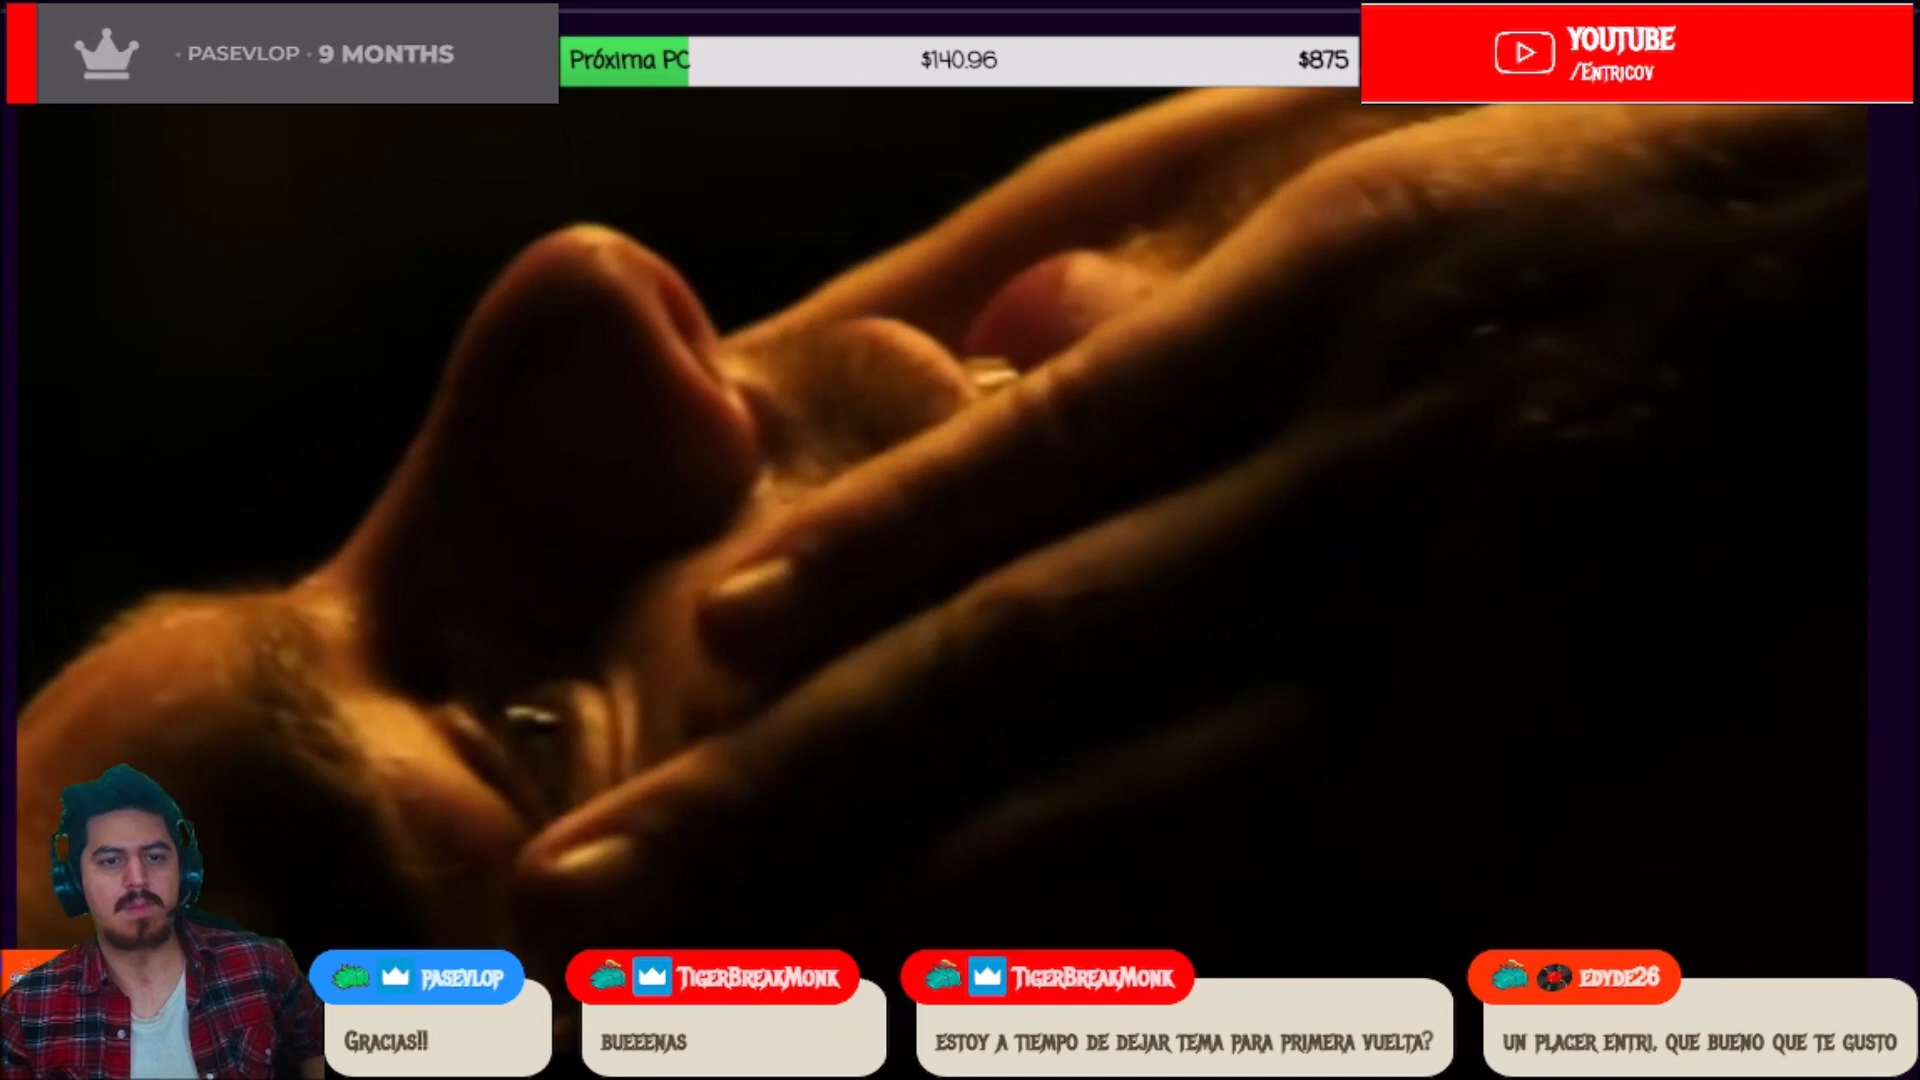 · PASEVLOP · 9 MONTHS
Próxima PC
$140.96
$875
YOUTUBE
/ENTRICOV
PASEVLOP
GRACIAS!!
TIGERBREAKMONK
BUEEENAS
TIGERBREAKMONK
ESTOY A TIEMPO DE DEJAR TEMA PARA PRIMERA VUELTA?
EDYDE26
UN PLACER ENTRI, QUE BUENO QUE TE GUSTO